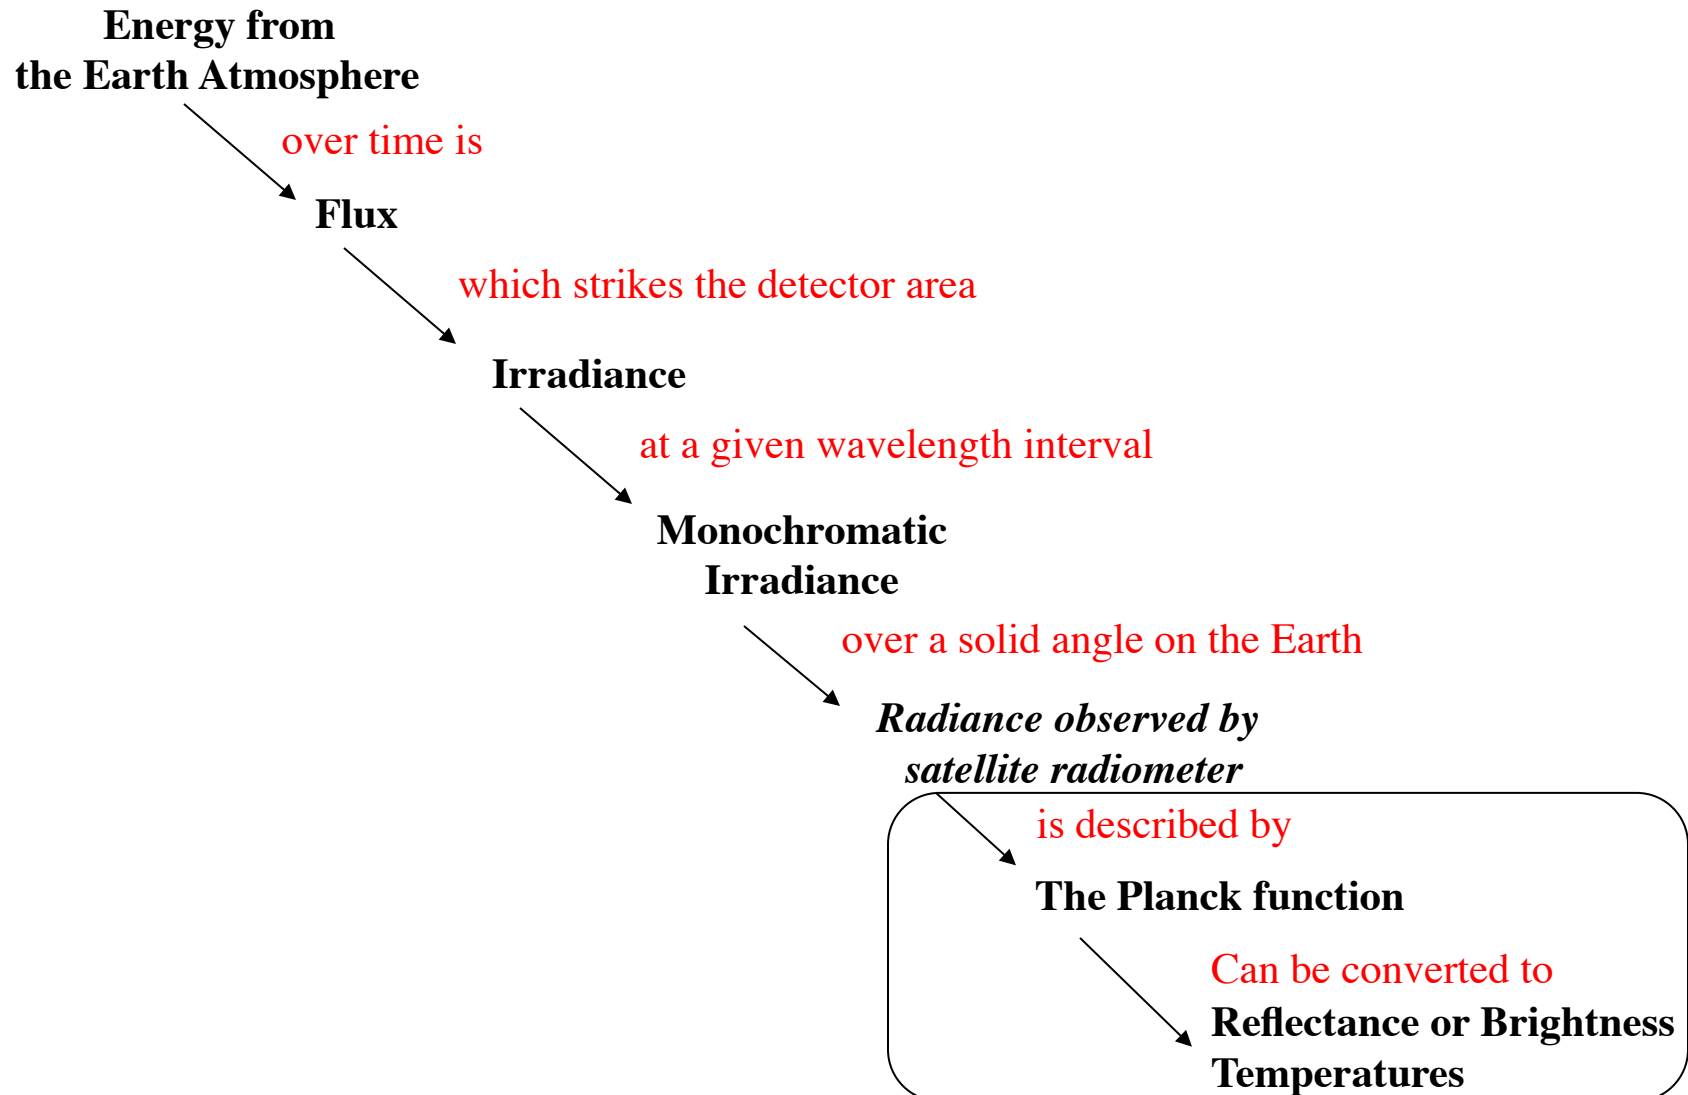 Energy from
the Earth Atmosphere
over time is
Flux
which strikes the detector area
Irradiance
at a given wavelength interval
Monochromatic
Irradiance
over a solid angle on the Earth
Radiance observed by
satellite radiometer
is described by
The Planck function
Can be converted to
Reflectance or Brightness
Temperatures